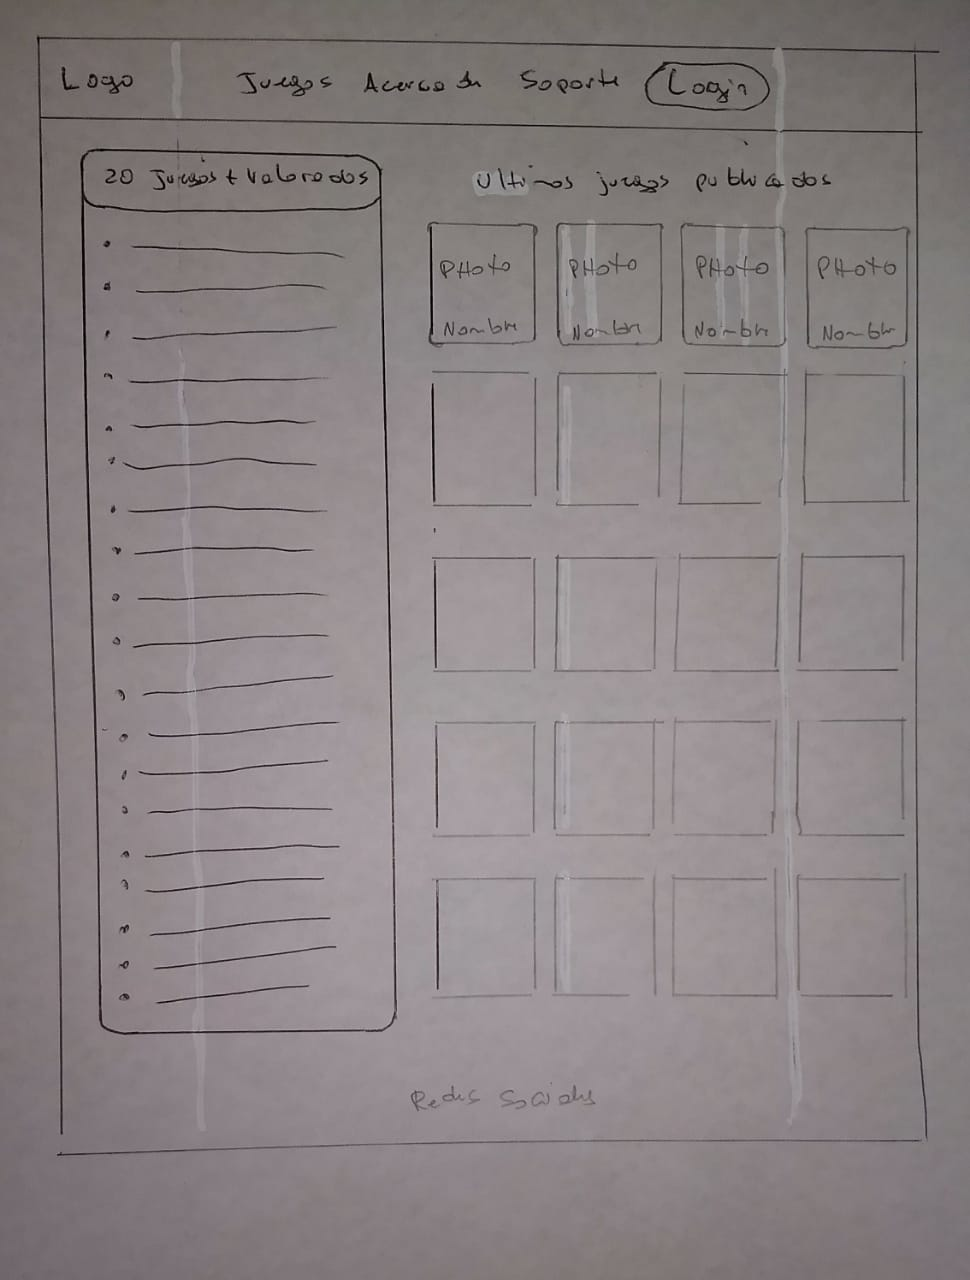 Logo Juegos Acerca de Soporte Login
20 Juegos + Valorados
Ultimos juegos publicados
PHOTO PHOTO PHOTO PHOTO
Nombre Nombre Nombre Nombre
Redes Sociales